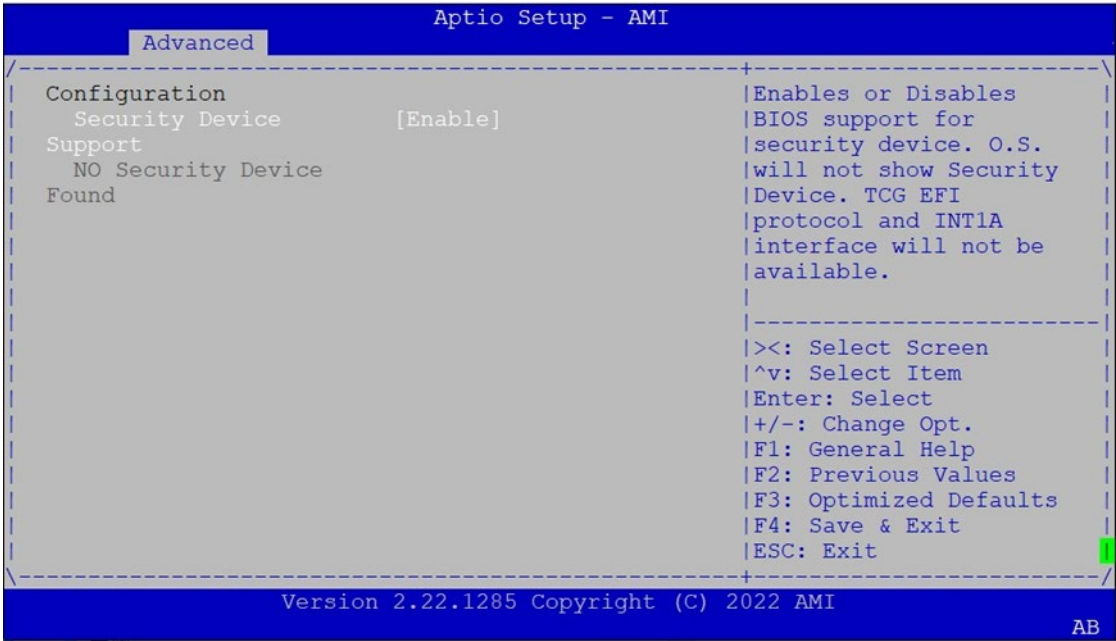 Aptio Setup - AMI
Advanced
Configuration
Security Device [Enable]
Support
NO Security Device
Found
Enables or Disables
BIOS support for
security device. O.S.
will not show Security
Device. TCG EFI
protocol and INT1A
interface will not be
available.
><: Select Screen
^v: Select Item
Enter: Select
+/-: Change Opt.
F1: General Help
F2: Previous Values
F3: Optimized Defaults
F4: Save & Exit
ESC: Exit
Version 2.22.1285 Copyright (C) 2022 AMI
AB